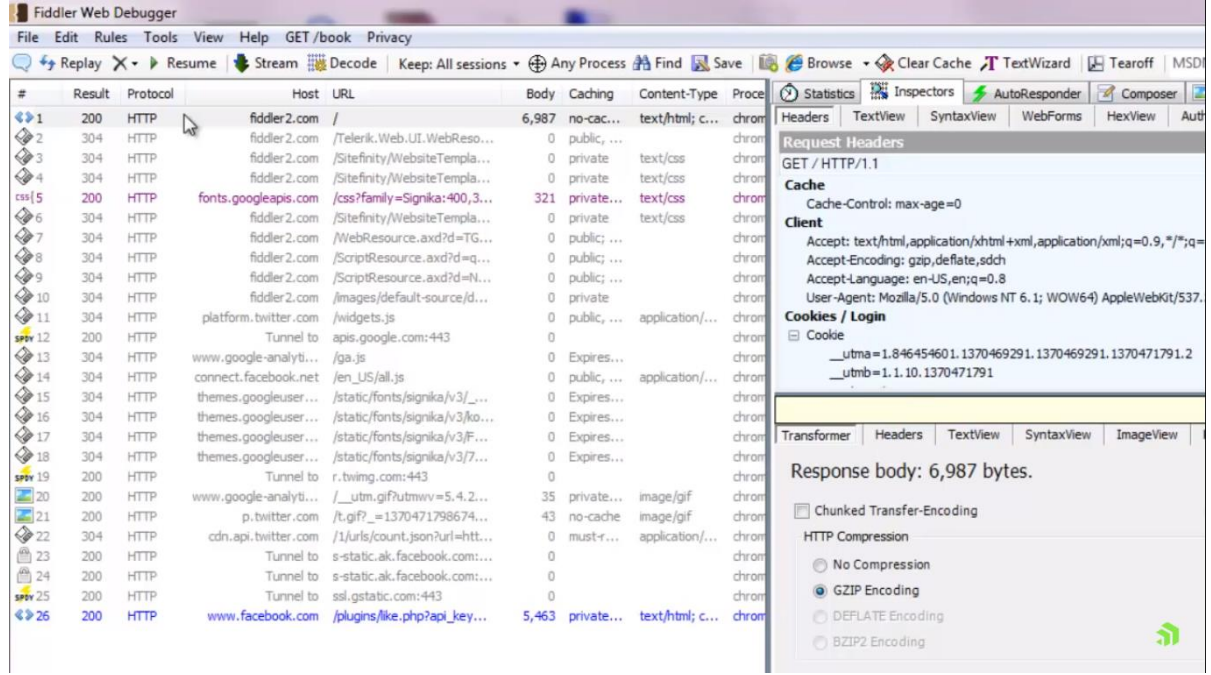 Fiddler Web Debugger
File Edit Rules Tools View Help GET /book Privacy
Replay Resume Stream Decode Keep: All sessions Any Process Find Save Browse Clear Cache TextWizard Tearoff MSDN
# Result Protocol Host URL Body Caching Content-Type Proce
1 200 HTTP fiddler2.com / 6,987 no-cac... text/html; c... chrom
2 304 HTTP fiddler2.com /Telerik.Web.UI.WebReso... 0 public, ... chrom
3 304 HTTP fiddler2.com /Sitefinity/WebsiteTempla... 0 private text/css chrom
4 304 HTTP fiddler2.com /Sitefinity/WebsiteTempla... 0 private text/css chrom
css{ 5 200 HTTP fonts.googleapis.com /css?family=Signika:400,3... 321 private... text/css chrom
6 304 HTTP fiddler2.com /Sitefinity/WebsiteTempla... 0 private text/css chrom
7 304 HTTP fiddler2.com /WebResource.axd?d=TG... 0 public; ... chrom
8 304 HTTP fiddler2.com /ScriptResource.axd?d=q... 0 public; ... chrom
9 304 HTTP fiddler2.com /ScriptResource.axd?d=N... 0 public; ... chrom
10 304 HTTP fiddler2.com /images/default-source/d... 0 private chrom
11 304 HTTP platform.twitter.com /widgets.js 0 public, ... application/... chrom
SPDY 12 200 HTTP Tunnel to apis.google.com:443 0 chrom
13 304 HTTP www.google-analyti... /ga.js 0 Expires... chrom
14 304 HTTP connect.facebook.net /en_US/all.js 0 public, ... application/... chrom
15 304 HTTP themes.googleuser... /static/fonts/signika/v3/_... 0 Expires... chrom
16 304 HTTP themes.googleuser... /static/fonts/signika/v3/ko... 0 Expires... chrom
17 304 HTTP themes.googleuser... /static/fonts/signika/v3/F... 0 Expires... chrom
18 304 HTTP themes.googleuser... /static/fonts/signika/v3/7... 0 Expires... chrom
SPDY 19 200 HTTP Tunnel to r.twimg.com:443 0 chrom
20 200 HTTP www.google-analyti... /__utm.gif?utmwv=5.4.2... 35 private... image/gif chrom
21 200 HTTP p.twitter.com /t.gif?_=1370471798674... 43 no-cache image/gif chrom
22 304 HTTP cdn.api.twitter.com /1/urls/count.json?url=htt... 0 must-r... application/... chrom
23 200 HTTP Tunnel to s-static.ak.facebook.com:... 0 chrom
24 200 HTTP Tunnel to s-static.ak.facebook.com:... 0 chrom
SPDY 25 200 HTTP Tunnel to ssl.gstatic.com:443 0 chrom
26 200 HTTP www.facebook.com /plugins/like.php?api_key... 5,463 private... text/html; c... chrom
Statistics Inspectors AutoResponder Composer
Headers TextView SyntaxView WebForms HexView Auth
Request Headers
GET / HTTP/1.1
Cache
Cache-Control: max-age=0
Client
Accept: text/html,application/xhtml+xml,application/xml;q=0.9,*/*;q=
Accept-Encoding: gzip,deflate,sdch
Accept-Language: en-US,en;q=0.8
User-Agent: Mozilla/5.0 (Windows NT 6.1; WOW64) AppleWebKit/537.
Cookies / Login
Cookie
__utma=1.846454601.1370469291.1370469291.1370471791.2
__utmb=1.1.10.1370471791
Transformer Headers TextView SyntaxView ImageView
Response body: 6,987 bytes.
Chunked Transfer-Encoding
HTTP Compression
No Compression
GZIP Encoding
DEFLATE Encoding
BZIP2 Encoding